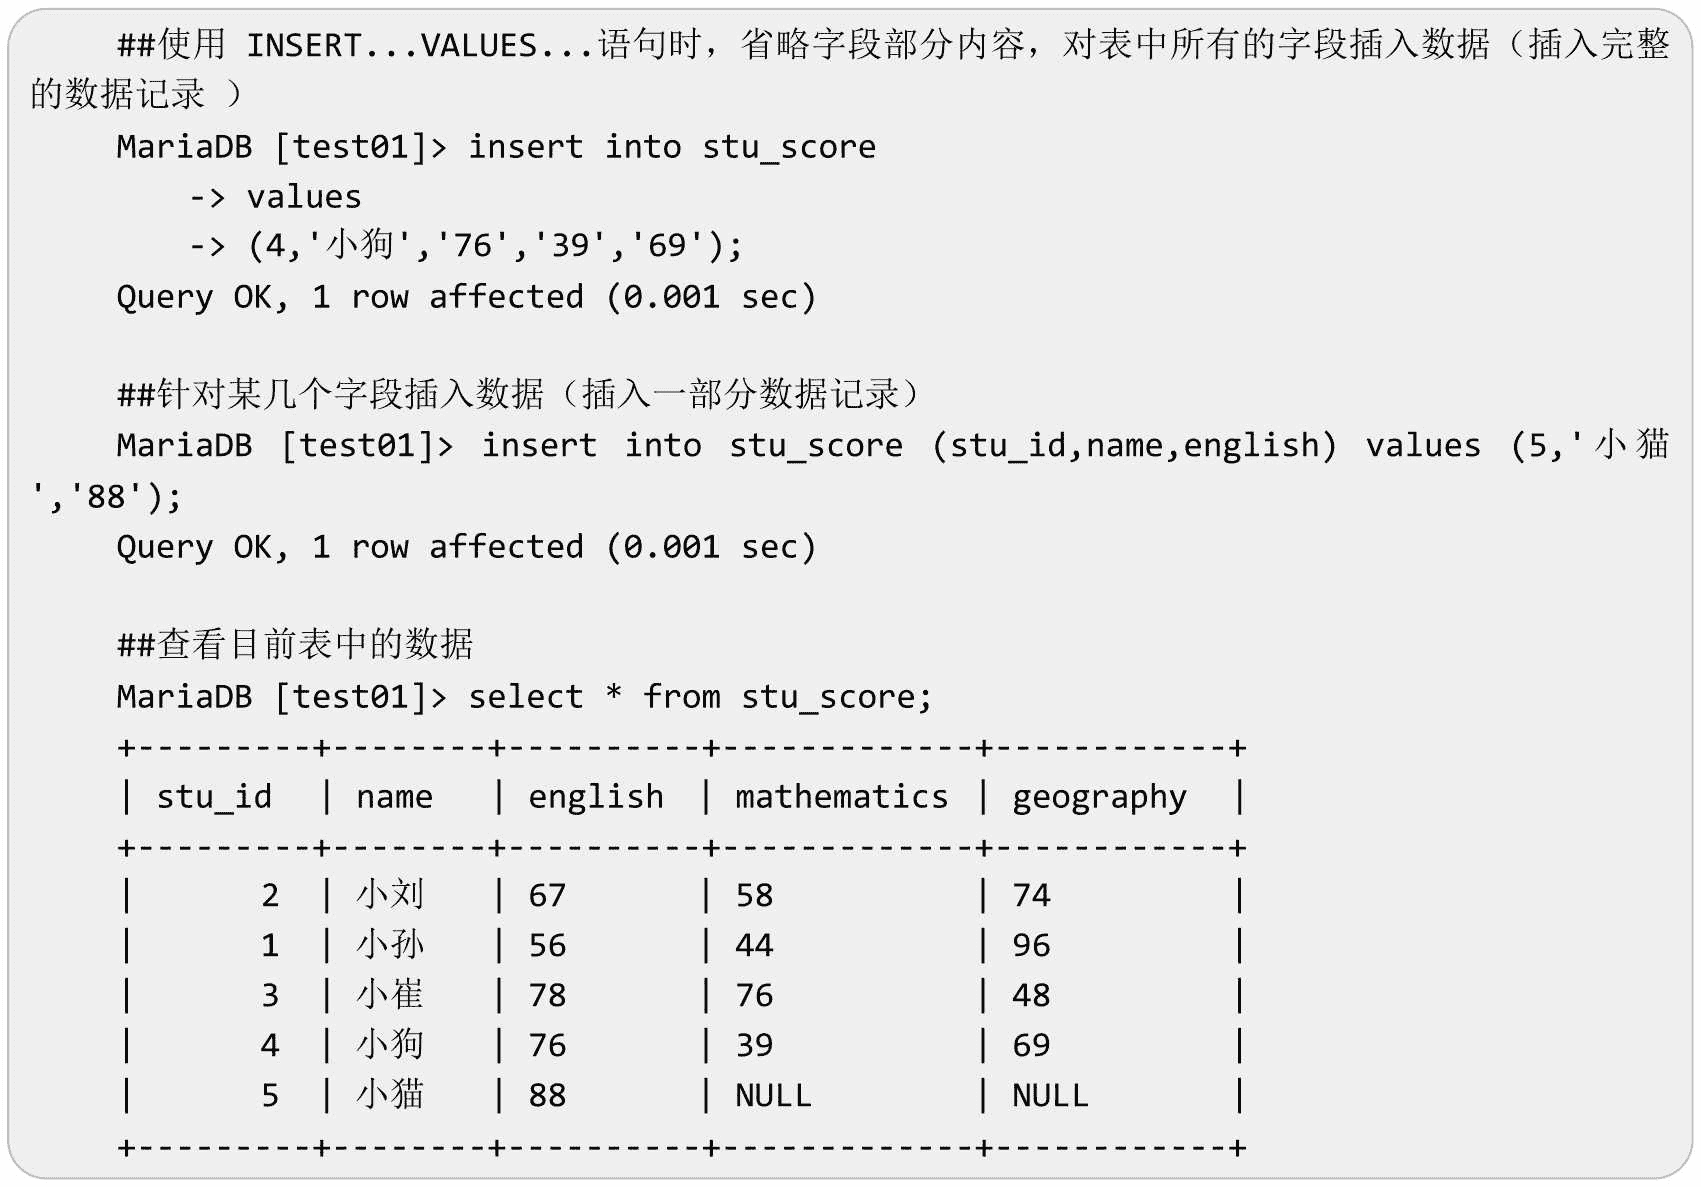 ##使用 INSERT...VALUES...语句时，省略字段部分内容，对表中所有的字段插入数据（插入完整
的数据记录 ）
MariaDB [test01]> insert into stu_score
    -> values
    -> (4,'小狗','76','39','69');
Query OK, 1 row affected (0.001 sec)
##针对某几个字段插入数据（插入一部分数据记录）
MariaDB [test01]> insert into stu_score (stu_id,name,english) values (5,'小猫
','88');
Query OK, 1 row affected (0.001 sec)
##查看目前表中的数据
MariaDB [test01]> select * from stu_score;
+---------+--------+----------+-------------+------------+
| stu_id  | name   | english  | mathematics | geography  |
+---------+--------+----------+-------------+------------+
|       2 | 小刘   | 67       | 58          | 74         |
|       1 | 小孙   | 56       | 44          | 96         |
|       3 | 小崔   | 78       | 76          | 48         |
|       4 | 小狗   | 76       | 39          | 69         |
|       5 | 小猫   | 88       | NULL        | NULL       |
+---------+--------+----------+-------------+------------+